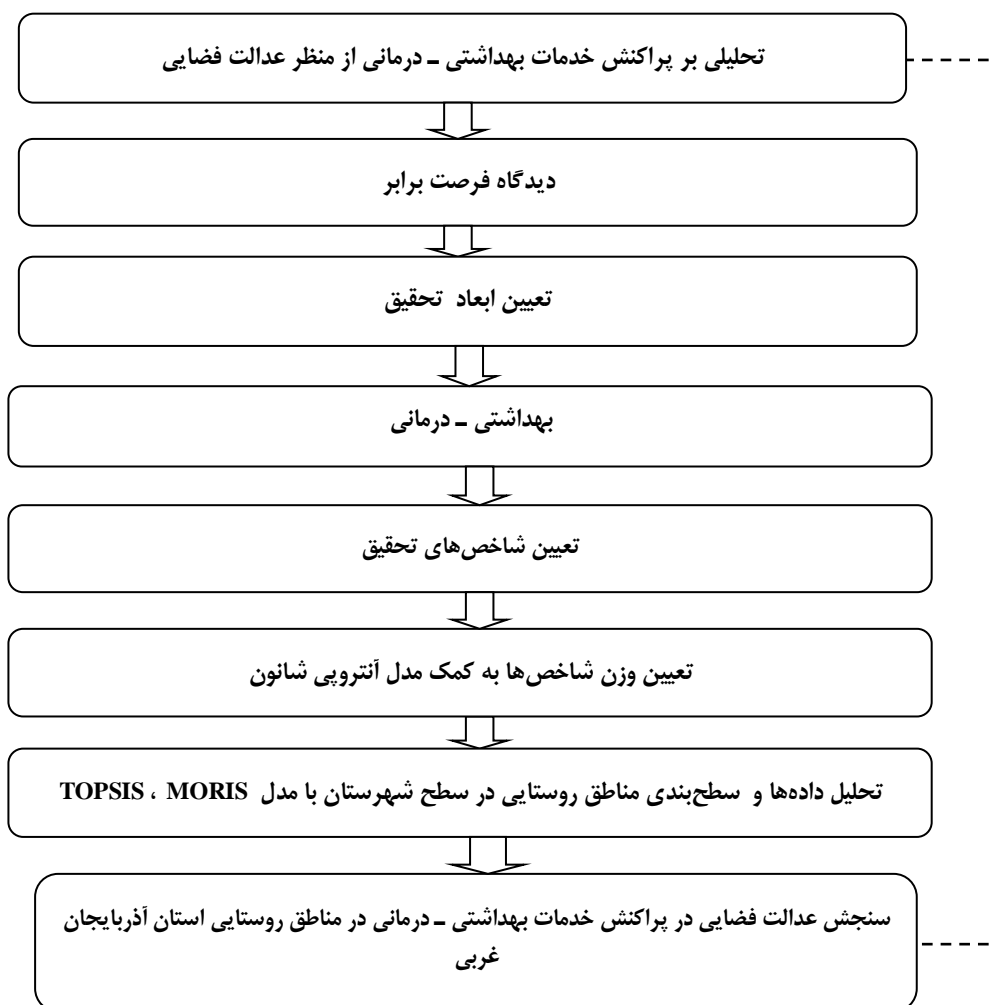 تحلیلی بر پراکنش خدمات بهداشتی ـ درمانی از منظر عدالت فضایی
دیدگاه فرصت برابر
تعیین ابعاد تحقیق
بهداشتی ـ درمانی
تعیین شاخص‌های تحقیق
تعیین وزن شاخص‌ها به کمک مدل آنتروپی شانون
تحلیل داده‌ها و سطح‌بندی مناطق روستایی در سطح شهرستان با مدل TOPSIS ، MORIS
سنجش عدالت فضایی در پراکنش خدمات بهداشتی ـ درمانی در مناطق روستایی استان آذربایجان
غربی